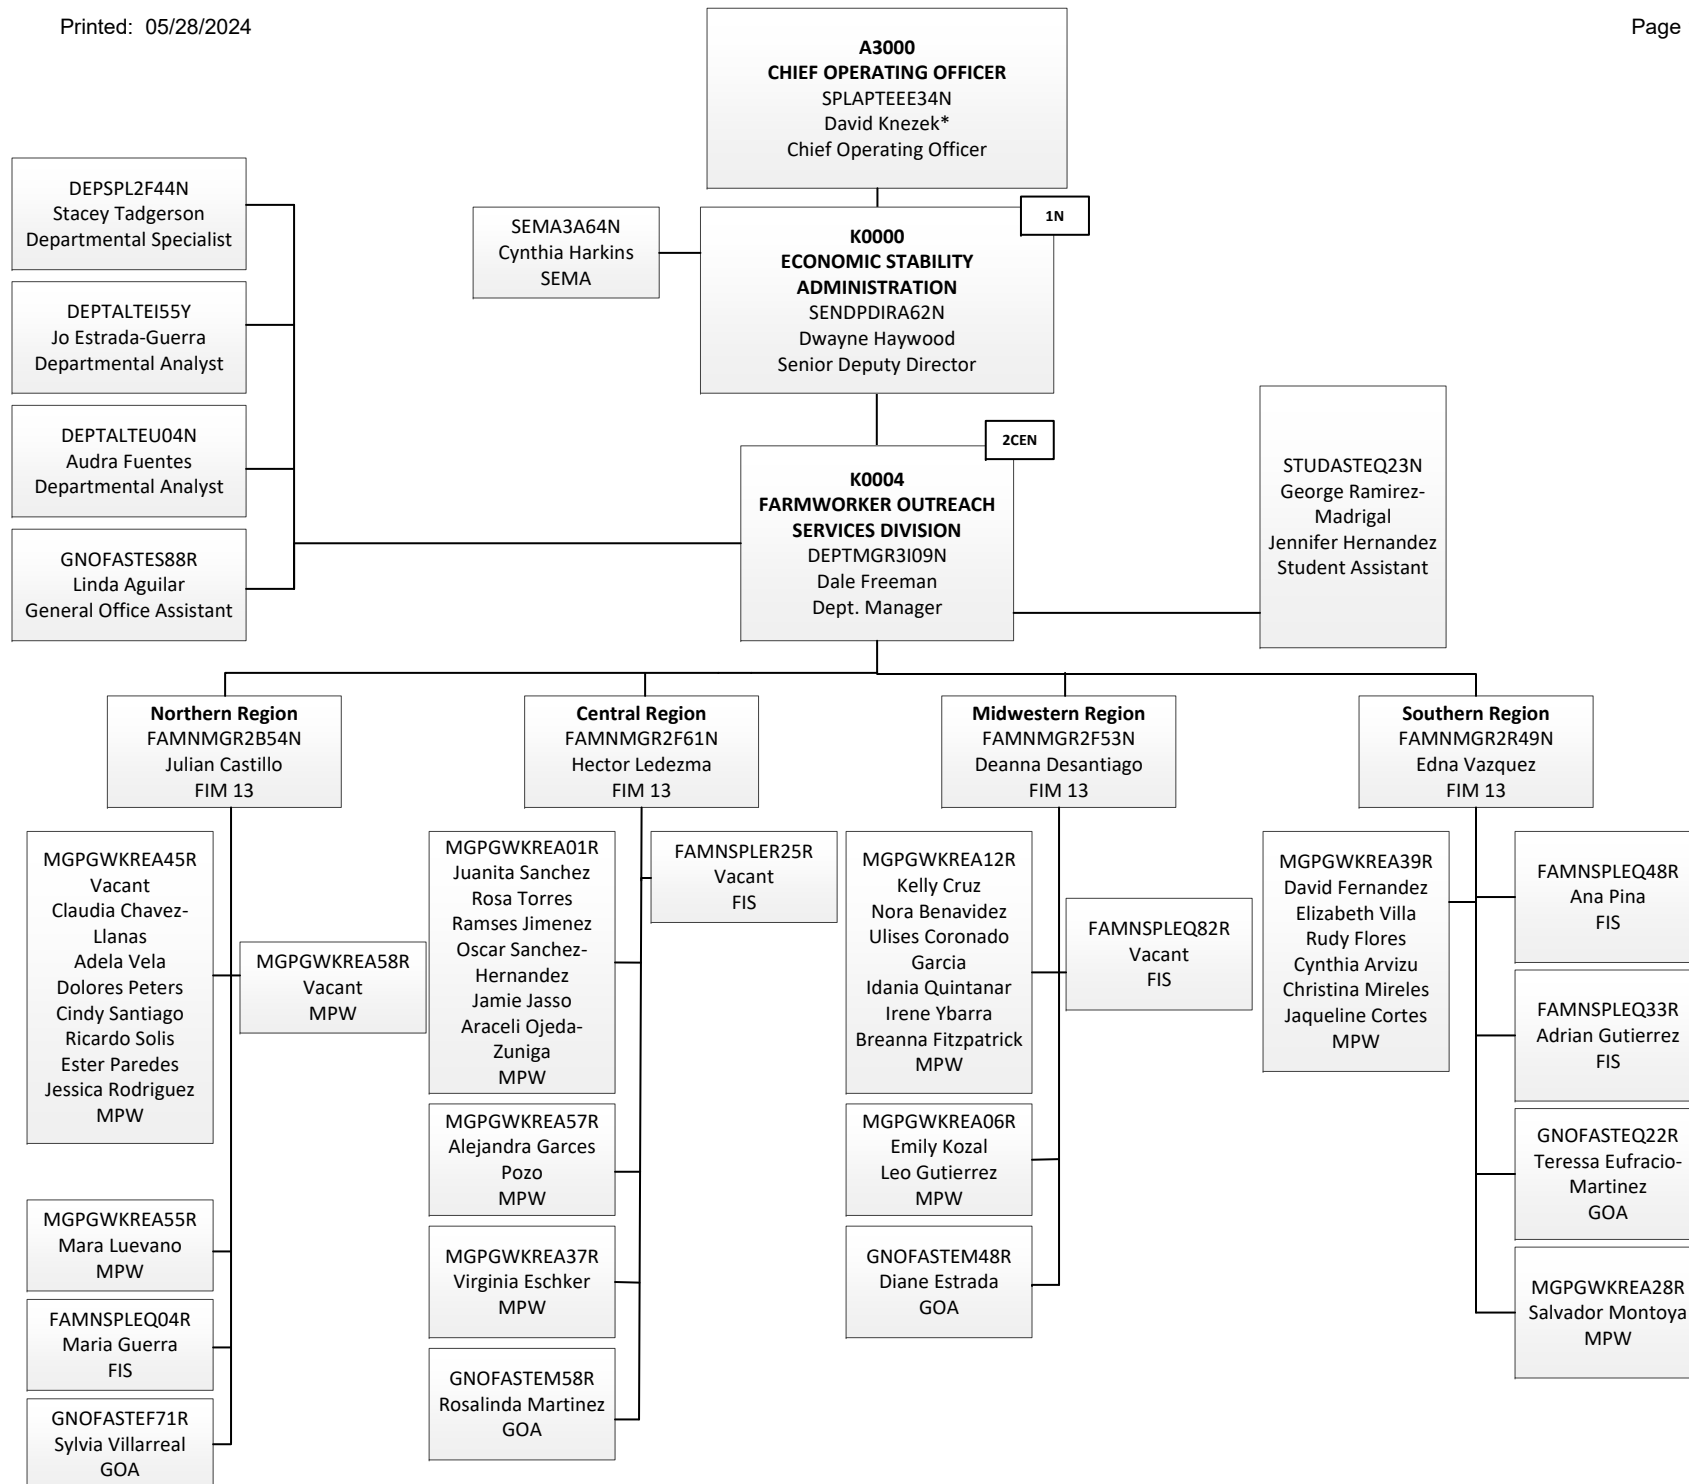 Printed: 05/28/2024
Page
A3000
CHIEF OPERATING OFFICER
SPLAPTEEE34N
David Knezek*
Chief Operating Officer
DEPSPL2F44N
Stacey Tadgerson
Departmental Specialist
DEPTALTEI55Y
Jo Estrada-Guerra
Departmental Analyst
DEPTALTEU04N
Audra Fuentes
Departmental Analyst
GNOFASTES88R
Linda Aguilar
General Office Assistant
SEMA3A64N
Cynthia Harkins
SEMA
1N
K0000
ECONOMIC STABILITY
ADMINISTRATION
SENDPDIRA62N
Dwayne Haywood
Senior Deputy Director
2CEN
K0004
FARMWORKER OUTREACH
SERVICES DIVISION
DEPTMGR3I09N
Dale Freeman
Dept. Manager
STUDASTEQ23N
George Ramirez-
Madrigal
Jennifer Hernandez
Student Assistant
Northern Region
FAMNMGR2B54N
Julian Castillo
FIM 13
MGPGWKREA45R
Vacant
Claudia Chavez-
Llanas
Adela Vela
Dolores Peters
Cindy Santiago
Ricardo Solis
Ester Paredes
Jessica Rodriguez
MPW
MGPGWKREA58R
Vacant
MPW
MGPGWKREA55R
Mara Luevano
MPW
FAMNSPLEQ04R
Maria Guerra
FIS
GNOFASTEF71R
Sylvia Villarreal
GOA
Central Region
FAMNMGR2F61N
Hector Ledezma
FIM 13
MGPGWKREA01R
Juanita Sanchez
Rosa Torres
Ramses Jimenez
Oscar Sanchez-
Hernandez
Jamie Jasso
Araceli Ojeda-
Zuniga
MPW
FAMNSPLER25R
Vacant
FIS
MGPGWKREA57R
Alejandra Garces
Pozo
MPW
MGPGWKREA37R
Virginia Eschker
MPW
GNOFASTEM58R
Rosalinda Martinez
GOA
Midwestern Region
FAMNMGR2F53N
Deanna Desantiago
FIM 13
MGPGWKREA12R
Kelly Cruz
Nora Benavidez
Ulises Coronado
Garcia
Idania Quintanar
Irene Ybarra
Breanna Fitzpatrick
MPW
FAMNSPLEQ82R
Vacant
FIS
MGPGWKREA06R
Emily Kozal
Leo Gutierrez
MPW
GNOFASTEM48R
Diane Estrada
GOA
Southern Region
FAMNMGR2R49N
Edna Vazquez
FIM 13
MGPGWKREA39R
David Fernandez
Elizabeth Villa
Rudy Flores
Cynthia Arvizu
Christina Mireles
Jaqueline Cortes
MPW
FAMNSPLEQ48R
Ana Pina
FIS
FAMNSPLEQ33R
Adrian Gutierrez
FIS
GNOFASTEQ22R
Teressa Eufracio-
Martinez
GOA
MGPGWKREA28R
Salvador Montoya
MPW